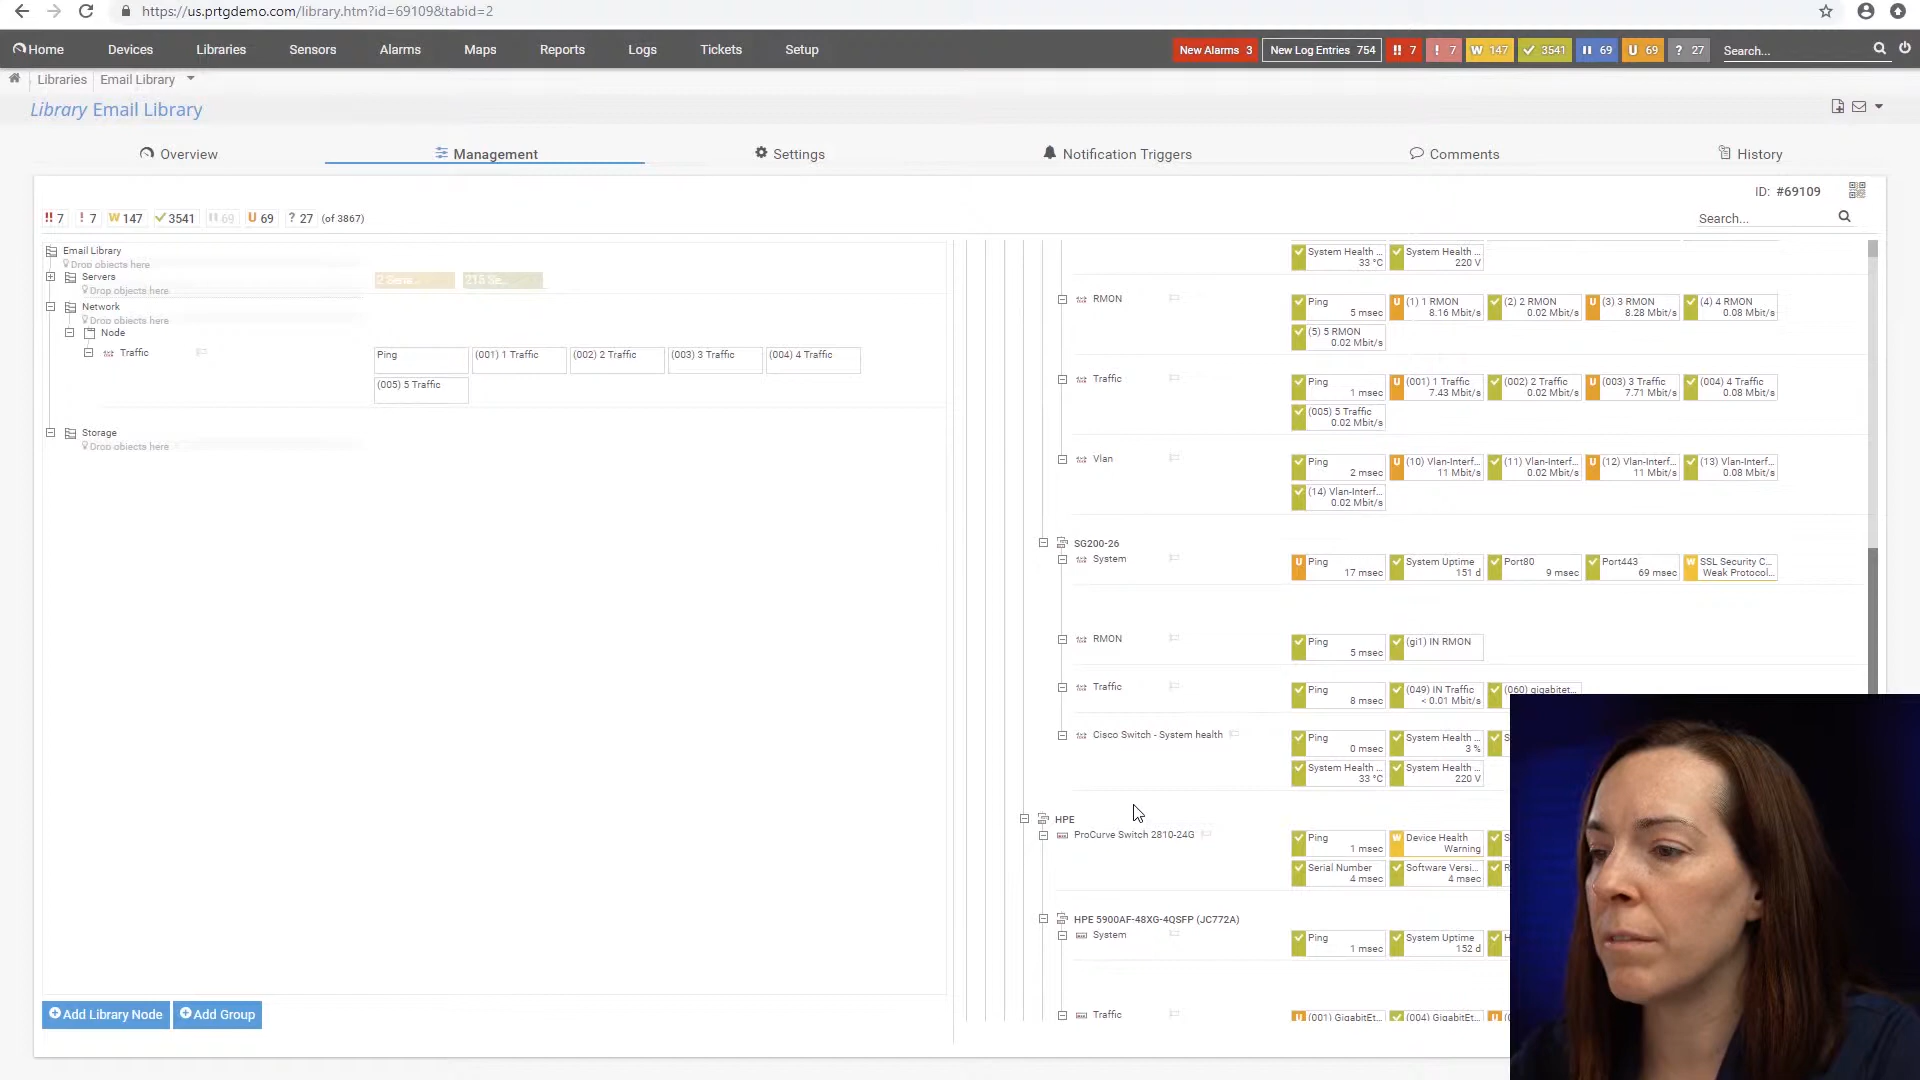 https://us.prtgdemo.com/library.htm?id=69109&tabid=2
Home Devices Libraries Sensors Alarms Maps Reports Logs Tickets Setup New Alarms 3 New Log Entries 754 !! 7 ! 7 W 147 3541 69 U 69 ? 27 Search...
Libraries Email Library
Library Email Library
Overview Management Settings Notification Triggers Comments History
ID: #69109
!! 7 ! 7 W 147 3541 69 U 69 ? 27 (of 3867) Search...
Email Library
Drop objects here
Servers
Drop objects here
Network
Drop objects here
Node
Traffic Ping (001) 1 Traffic (002) 2 Traffic (003) 3 Traffic (004) 4 Traffic
(005) 5 Traffic
Storage
Drop objects here
Add Library Node Add Group
System Health ... System Health ...
33 °C 220 V
RMON Ping U (1) 1 RMON (2) 2 RMON U (3) 3 RMON (4) 4 RMON
5 msec 8.16 Mbit/s 0.02 Mbit/s 8.28 Mbit/s 0.08 Mbit/s
(5) 5 RMON
0.02 Mbit/s
Traffic Ping U (001) 1 Traffic (002) 2 Traffic U (003) 3 Traffic (004) 4 Traffic
1 msec 7.43 Mbit/s 0.02 Mbit/s 7.71 Mbit/s 0.08 Mbit/s
(005) 5 Traffic
0.02 Mbit/s
Vlan Ping U (10) Vlan-Interf... (11) Vlan-Interf... U (12) Vlan-Interf... (13) Vlan-Interf...
2 msec 11 Mbit/s 0.02 Mbit/s 11 Mbit/s 0.08 Mbit/s
(14) Vlan-Interf...
0.02 Mbit/s
SG200-26
System U Ping System Uptime Port80 Port443 W SSL Security C...
17 msec 151 d 9 msec 69 msec Weak Protocol...
RMON Ping (gi1) IN RMON
5 msec
Traffic Ping (049) IN Traffic (060) gigabitet...
8 msec < 0.01 Mbit/s
Cisco Switch - System health Ping System Health ... S
0 msec 3 %
System Health ... System Health ...
33 °C 220 V
HPE
ProCurve Switch 2810-24G Ping W Device Health S
1 msec Warning
Serial Number Software Versi... R
4 msec 4 msec
HPE 5900AF-48XG-4QSFP (JC772A)
System Ping System Uptime H
1 msec 152 d
Traffic U (001) GigabitEt... (004) GigabitEt... U